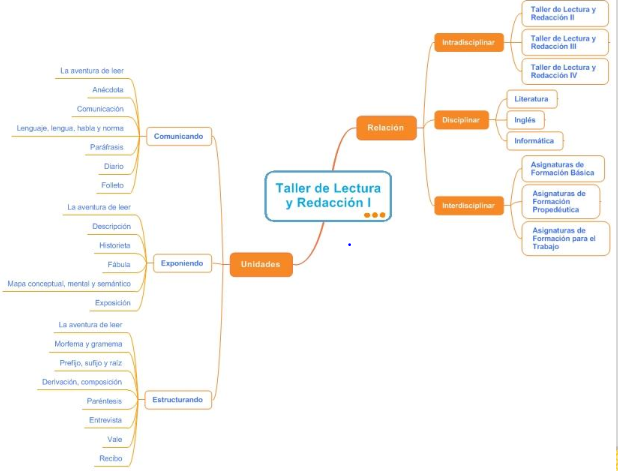 Taller de Lectura
y Redacción I
Relación
Intradisciplinar
Taller de Lectura y
Redacción II
Taller de Lectura y
Redacción III
Taller de Lectura y
Redacción IV
Disciplinar
Literatura
Inglés
Informática
Interdisciplinar
Asignaturas de
Formación Básica
Asignaturas de
Formación
Propedéutica
Asignaturas de
Formación para el
Trabajo
Unidades
Comunicando
La aventura de leer
Anécdota
Comunicación
Lenguaje, lengua, habla y norma
Paráfrasis
Diario
Folleto
Exponiendo
La aventura de leer
Descripción
Historieta
Fábula
Mapa conceptual, mental y semántico
Exposición
Estructurando
La aventura de leer
Morfema y gramema
Prefijo, sufijo y raíz
Derivación, composición
Paréntesis
Entrevista
Vale
Recibo